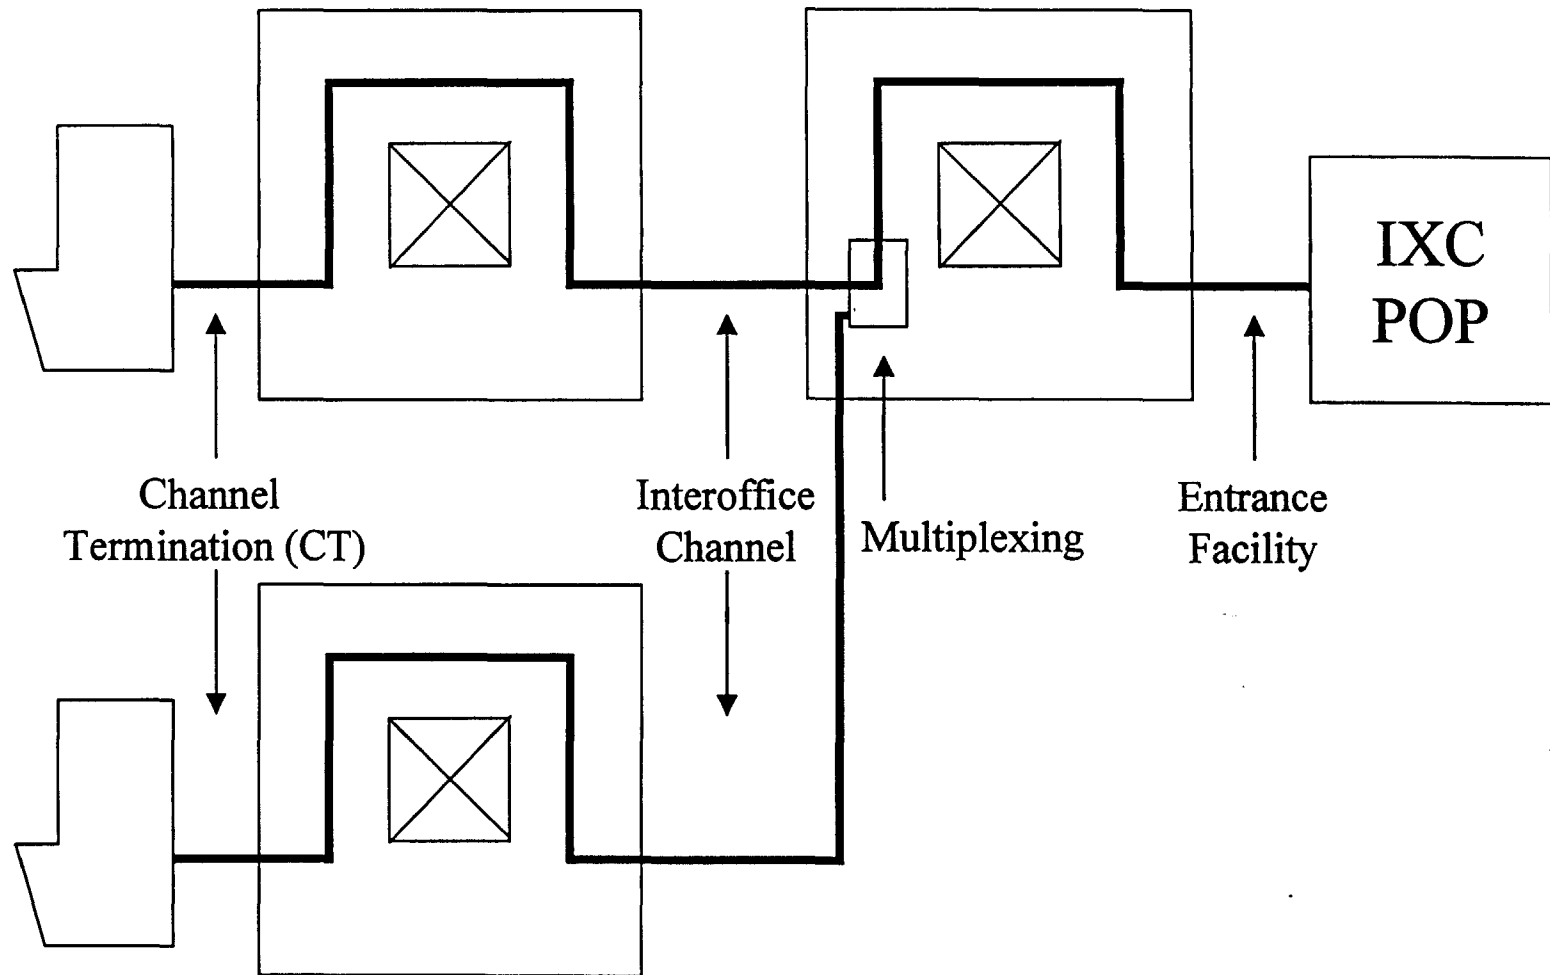 IXC
POP
Channel
Termination (CT)
Interoffice
Channel
Multiplexing
Entrance
Facility